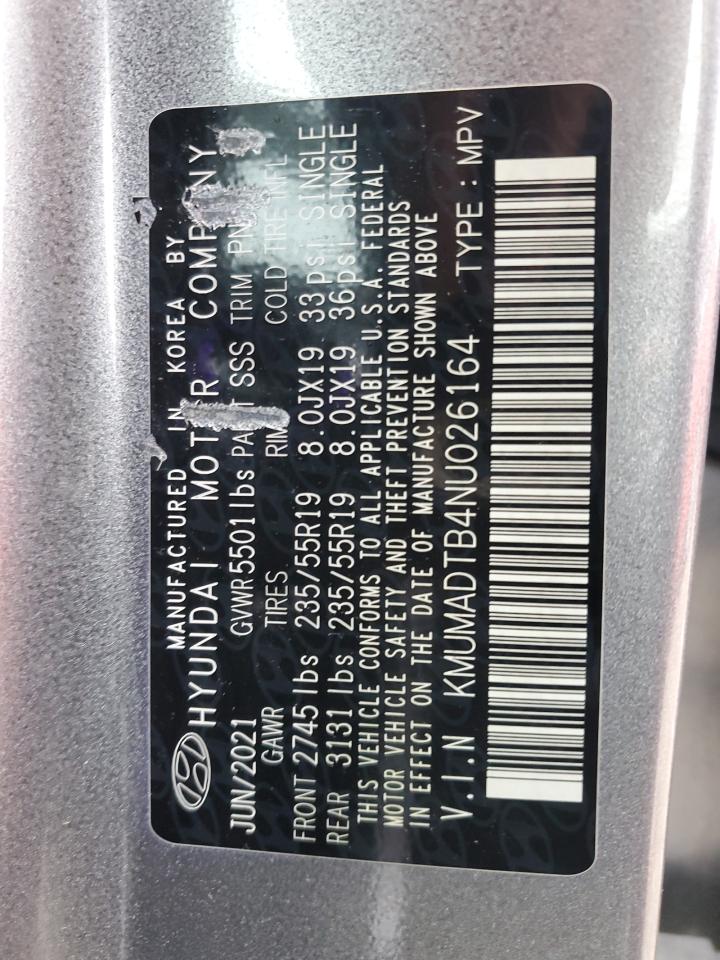 MANUFACTURED IN KOREA BY
HYUNDAI MOTOR COMPANY
JUN/2021 GVWR 5501 lbs PAINT SSS TRIM
GAWR TIRES RIM COLD TIRE INFL
FRONT 2745 lbs 235/55R19 8.0JX19 33psi SINGLE
REAR 3131 lbs 235/55R19 8.0JX19 36psi SINGLE
THIS VEHICLE CONFORMS TO ALL APPLICABLE U.S.A. FEDERAL
MOTOR VEHICLE SAFETY AND THEFT PREVENTION STANDARDS
IN EFFECT ON THE DATE OF MANUFACTURE SHOWN ABOVE
V.I.N KMUMADTB4NU026164 TYPE : MPV